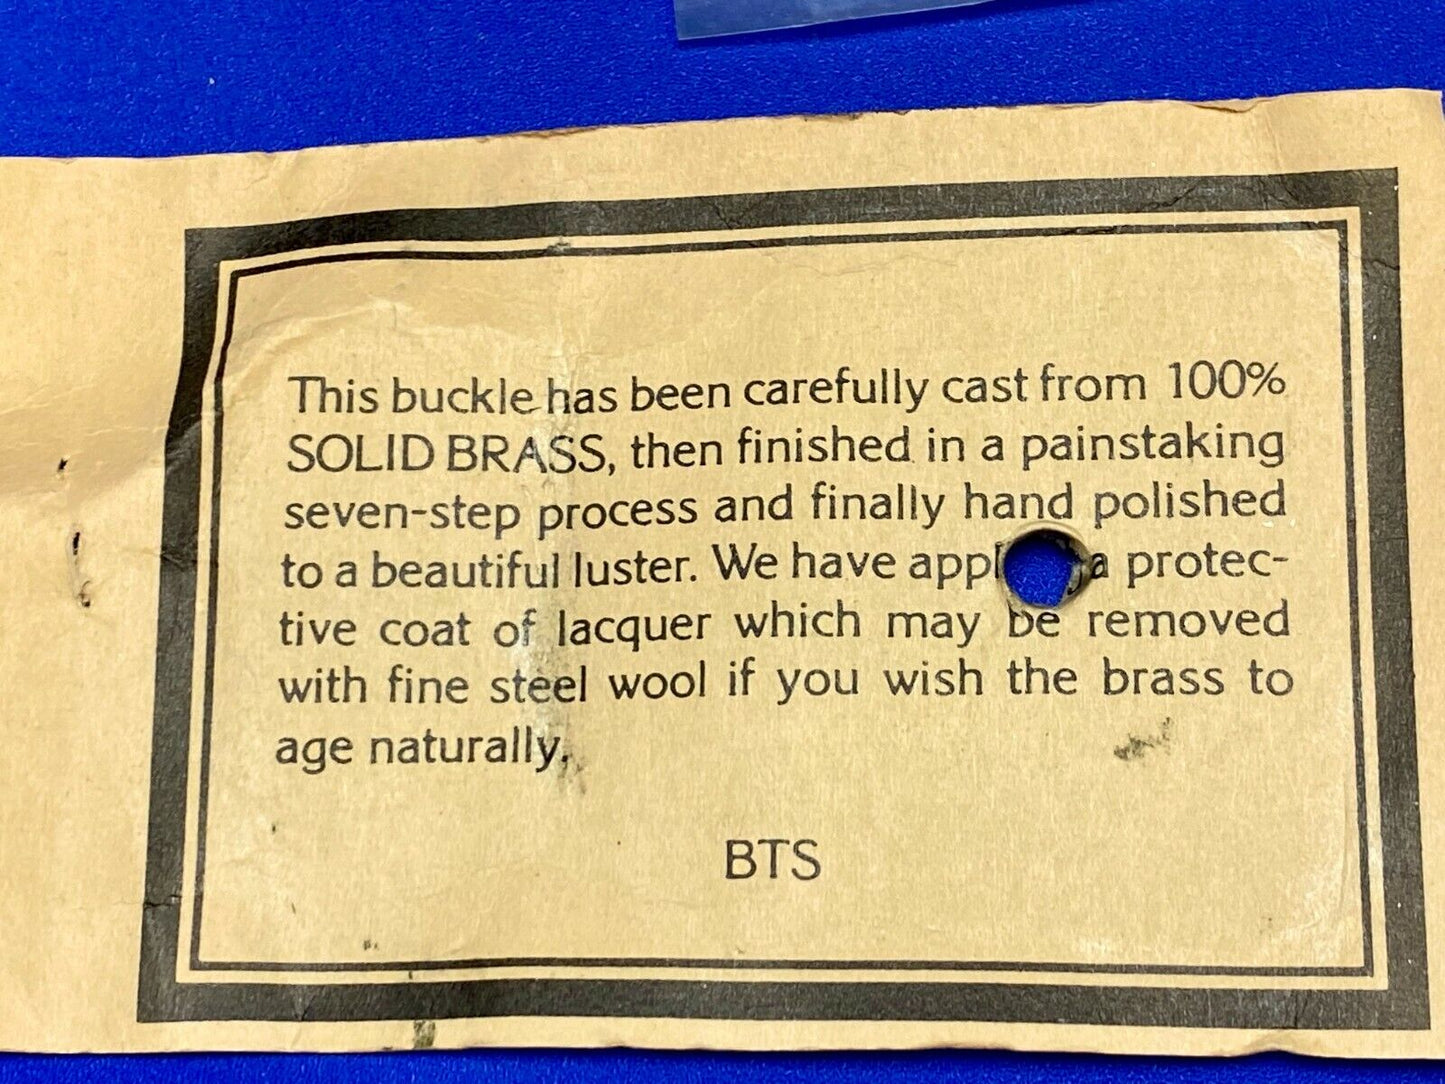 This buckle has been carefully cast from 100%
SOLID BRASS, then finished in a painstaking
seven-step process and finally hand polished
to a beautiful luster. We have a protec-
tive coat of lacquer which may be removed
with fine steel wool if you wish the brass to
age naturally.
BTS